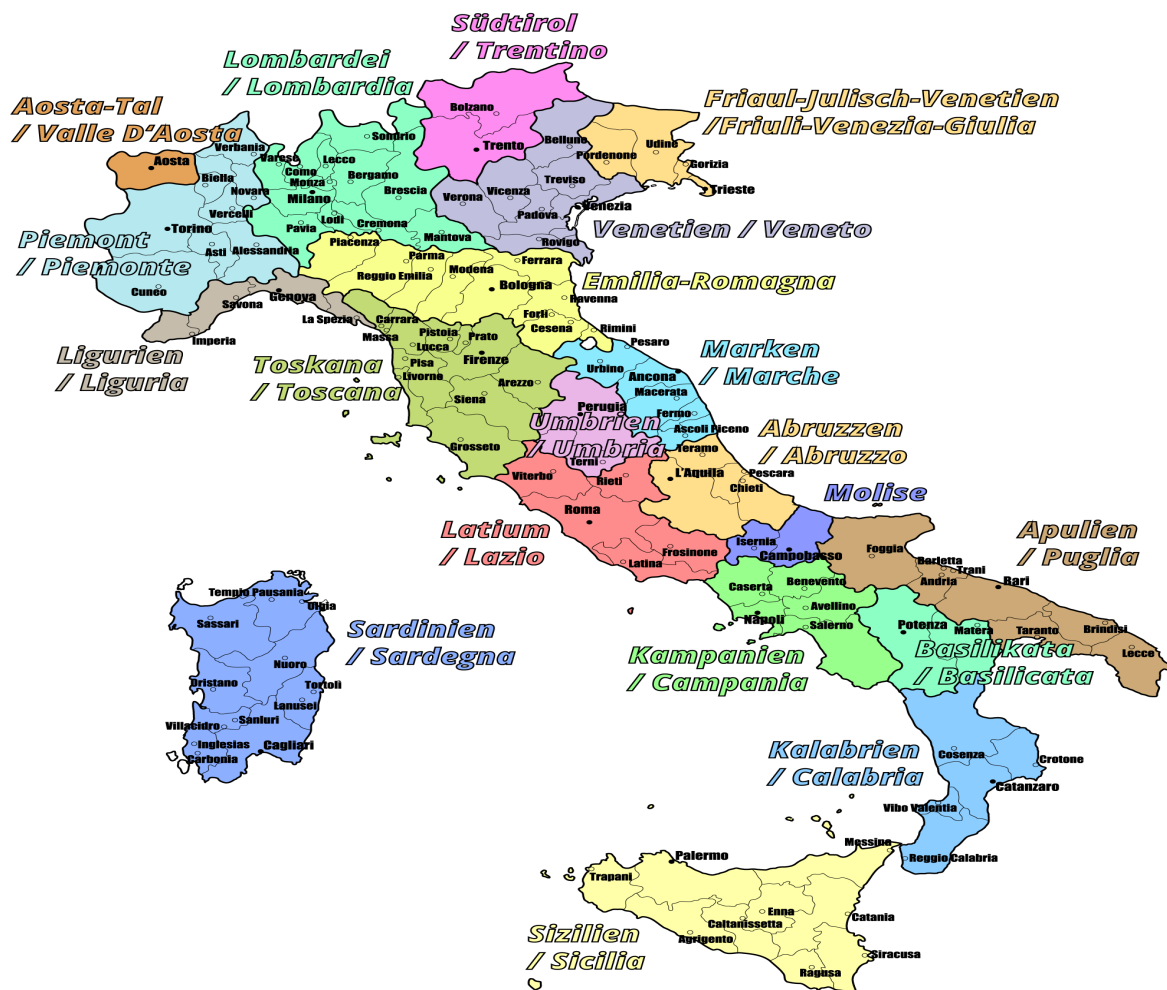 Südtirol
/ Trentino
Lombardei
/ Lombardia
Aosta-Tal
/ Valle D'Aosta
Friaul-Julisch-Venetien
/Friuli-Venezia-Giulia
Bolzano
Trento
Belluno
Udine
Pordenone
Gorizia
Trieste
Treviso
Vicenza
Verona
Padova
Venezia
Rovigo
Venetien / Veneto
Sondrio
Verbania
Varese
Lecco
Como
Monza
Bergamo
Milano
Brescia
Lodi
Pavia
Cremona
Mantova
Aosta
Biella
Novara
Vercelli
Torino
Asti
Alessandria
Cuneo
Piemont
/ Piemonte
Piacenza
Parma
Reggio Emilia
Modena
Ferrara
Bologna
Ravenna
Forli
Cesena
Rimini
Emilia-Romagna
Genova
Savona
La Spezia
Imperia
Ligurien
/ Liguria
Carrara
Massa
Pistoia
Lucca
Prato
Firenze
Pisa
Livorno
Arezzo
Siena
Grosseto
Toskana
/ Toscana
Pesaro
Urbino
Ancona
Macerata
Fermo
Ascoli Piceno
Marken
/ Marche
Perugia
Terni
Umbrien
/ Umbria
Teramo
L'Aquila
Pescara
Chieti
Abruzzen
/ Abruzzo
Viterbo
Rieti
Roma
Frosinone
Latina
Latium
/ Lazio
Molise
Isernia
Campobasso
Apulien
/ Puglia
Foggia
Barletta
Trani
Andria
Bari
Taranto
Brindisi
Lecce
Caserta
Benevento
Napoli
Avellino
Salerno
Kampanien
/ Campania
Potenza
Matera
Basilikata
/ Basilicata
Tempio Pausania
Olbia
Sassari
Nuoro
Oristano
Tortolì
Lanusei
Sanluri
Villacidro
Inglesias
Carbonia
Cagliari
Sardinien
/ Sardegna
Kalabrien
/ Calabria
Cosenza
Crotone
Catanzaro
Vibo Valentia
Reggio Calabria
Messina
Palermo
Trapani
Enna
Caltanissetta
Catania
Agrigento
Siracusa
Ragusa
Sizilien
/ Sicilia